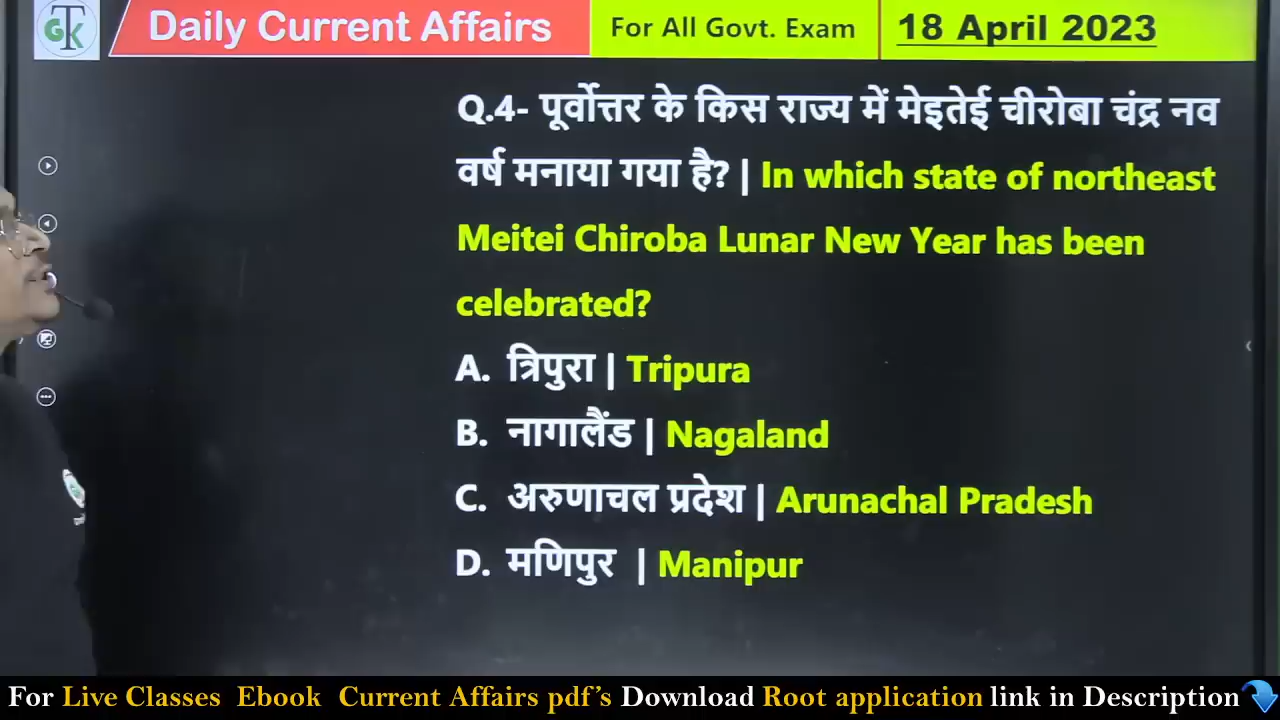 GTK
Daily Current Affairs
For All Govt. Exam
18 April 2023
Q.4- पूर्वोत्तर के किस राज्य में मेइतेई चीरोबा चंद्र नव
वर्ष मनाया गया है? | In which state of northeast
Meitei Chiroba Lunar New Year has been
celebrated?
A. त्रिपुरा | Tripura
B. नागालैंड | Nagaland
C. अरुणाचल प्रदेश | Arunachal Pradesh
D. मणिपुर | Manipur
For Live Classes Ebook Current Affairs pdf's Download Root application link in Description